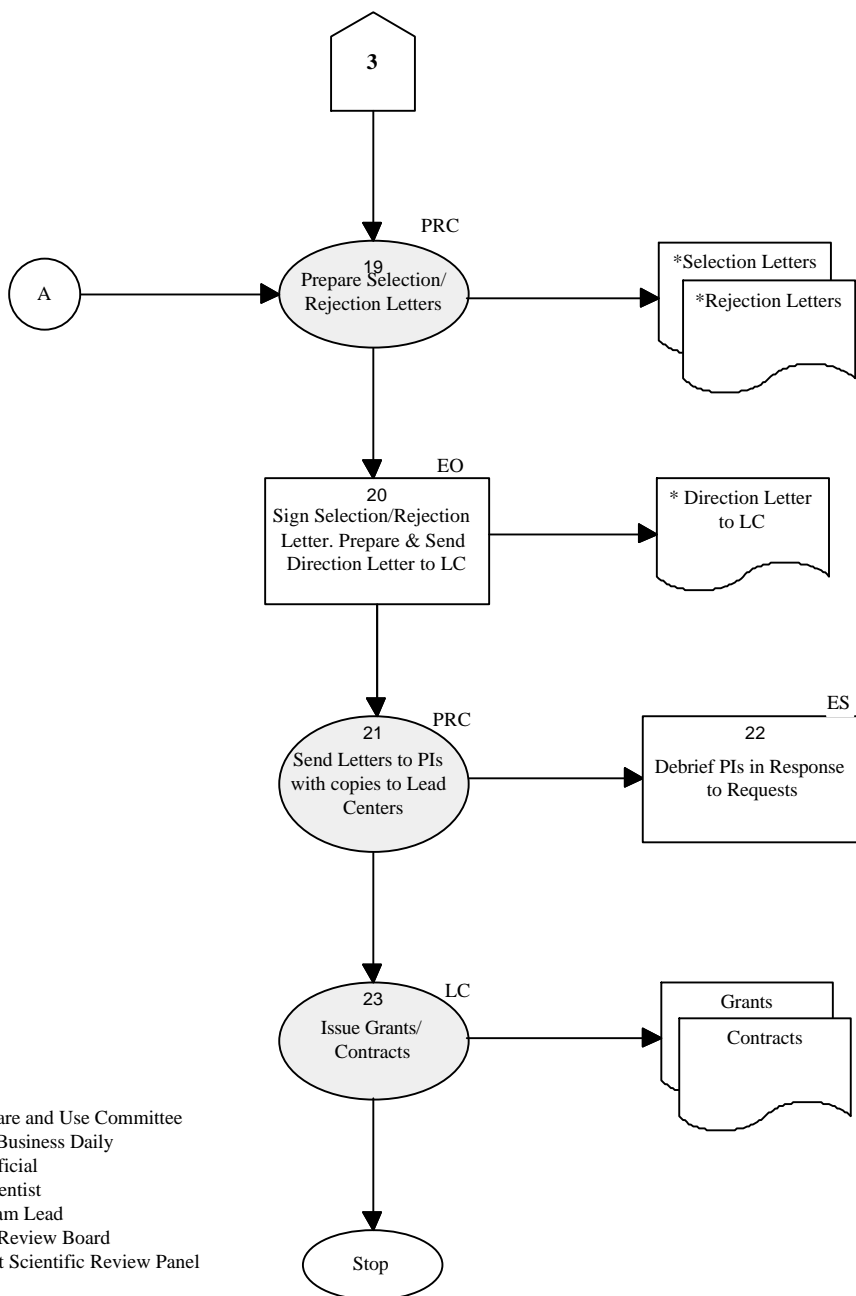 3
PRC
19
Prepare Selection/
Rejection Letters
A
*Selection Letters
*Rejection Letters
EO
20
Sign Selection/Rejection
Letter. Prepare & Send
Direction Letter to LC
* Direction Letter
to LC
PRC
21
Send Letters to PIs
with copies to Lead
Centers
ES
22
Debrief PIs in Response
to Requests
LC
23
Issue Grants/
Contracts
Grants
Contracts
are and Use Committee
Business Daily
ficial
entist
am Lead
Review Board
t Scientific Review Panel
Stop